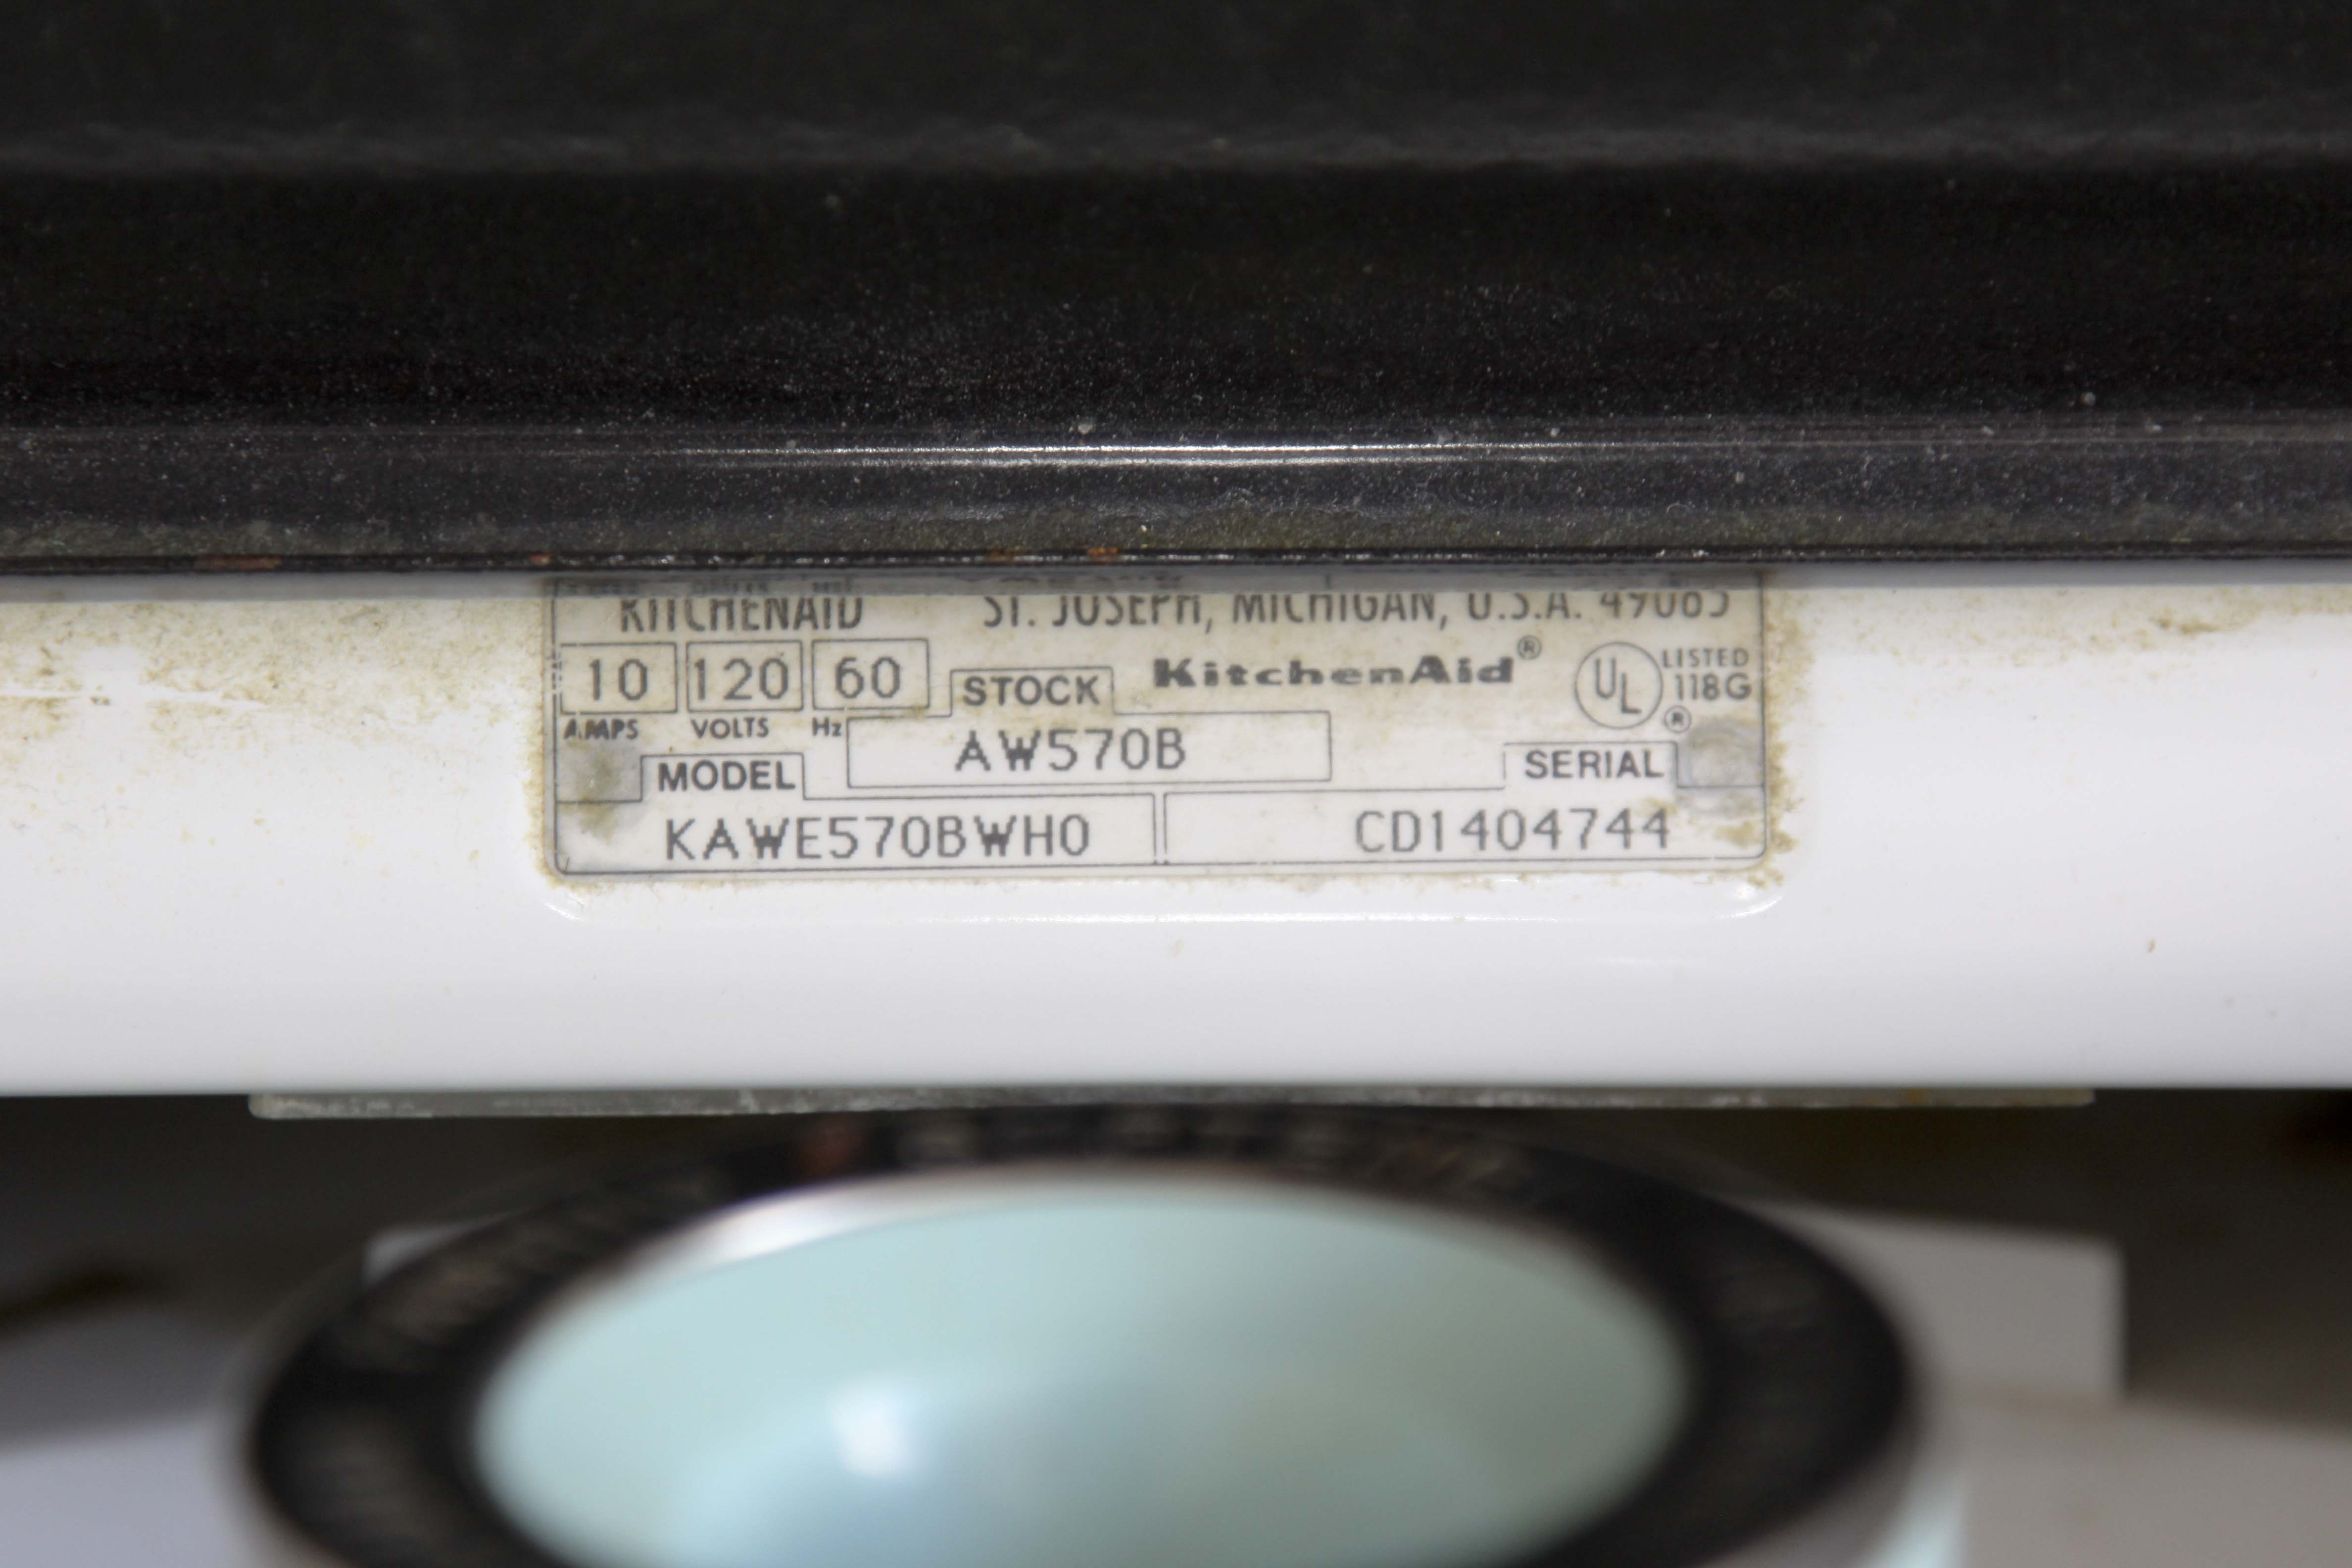 KITCHENAID ST. JOSEPH, MICHIGAN, U.S.A. 49085
10 120 60 STOCK KitchenAid® UL® LISTED 118G
AMPS VOLTS Hz AW570B
MODEL SERIAL
KAWE570BWH0 CD1404744